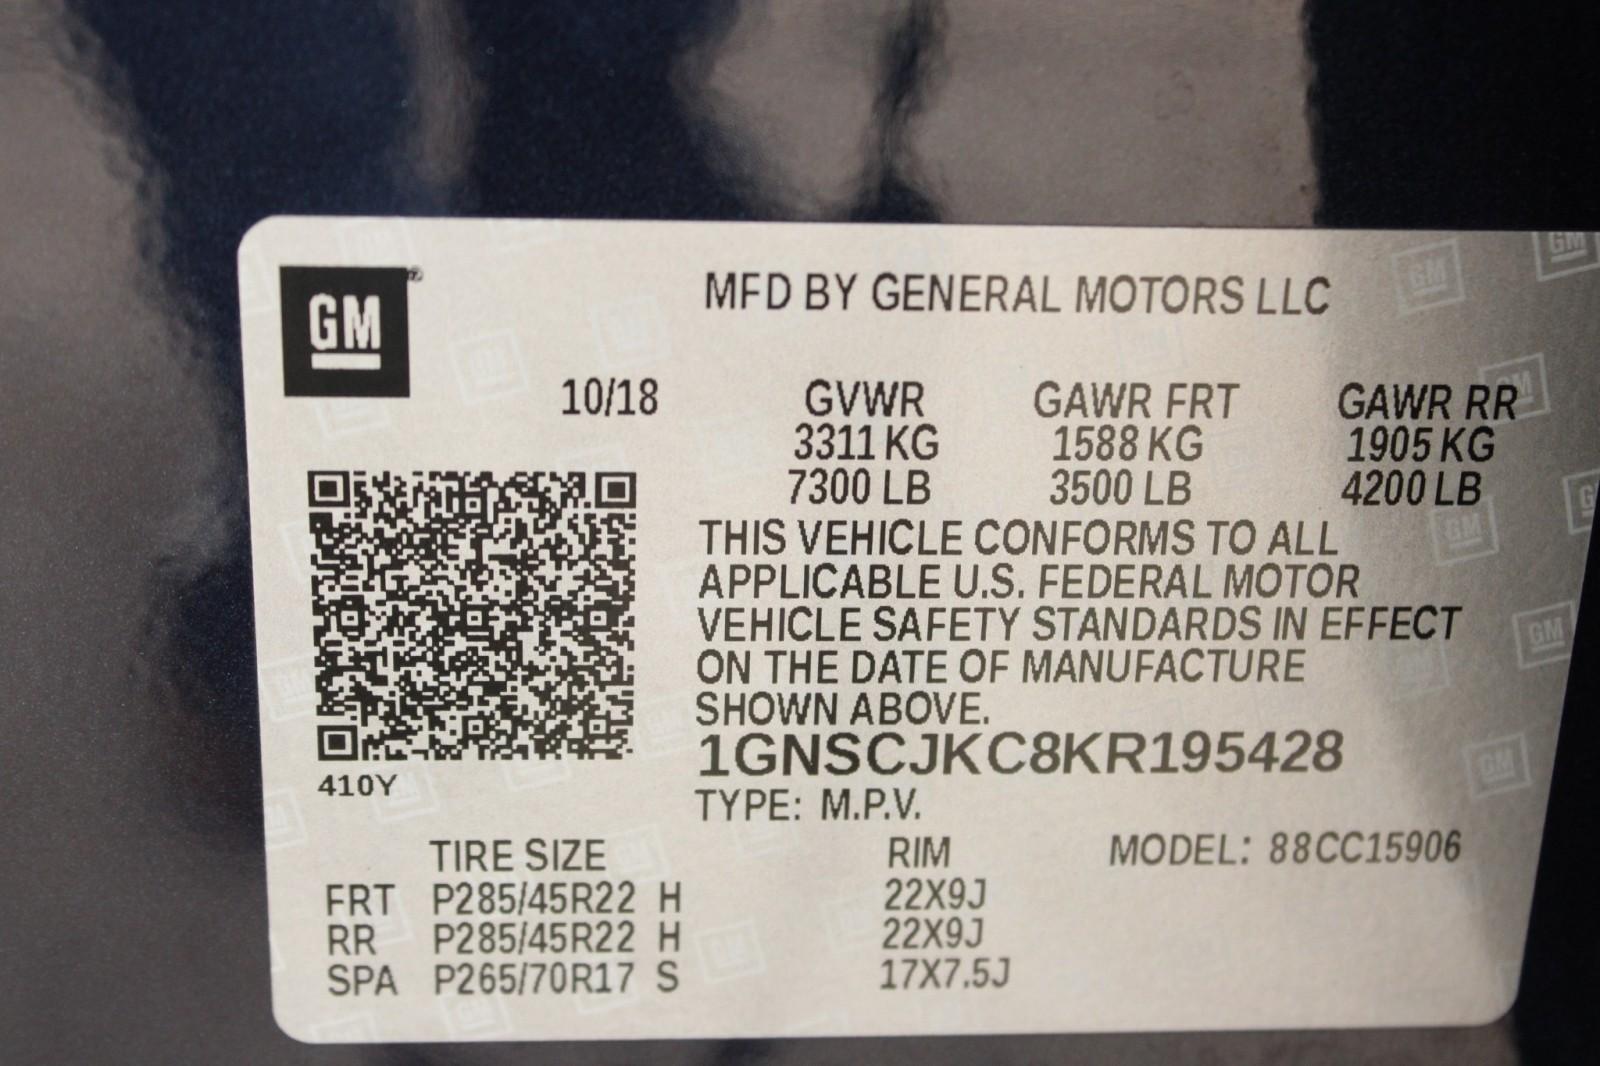 GM
MFD BY GENERAL MOTORS LLC
10/18 GVWR GAWR FRT GAWR RR
3311 KG 1588 KG 1905 KG
7300 LB 3500 LB 4200 LB
THIS VEHICLE CONFORMS TO ALL
APPLICABLE U.S. FEDERAL MOTOR
VEHICLE SAFETY STANDARDS IN EFFECT
ON THE DATE OF MANUFACTURE
SHOWN ABOVE.
1GNSCJKC8KR195428
410Y
TYPE: M.P.V.
TIRE SIZE RIM MODEL: 88CC15906
FRT P285/45R22 H 22X9J
RR P285/45R22 H 22X9J
SPA P265/70R17 S 17X7.5J